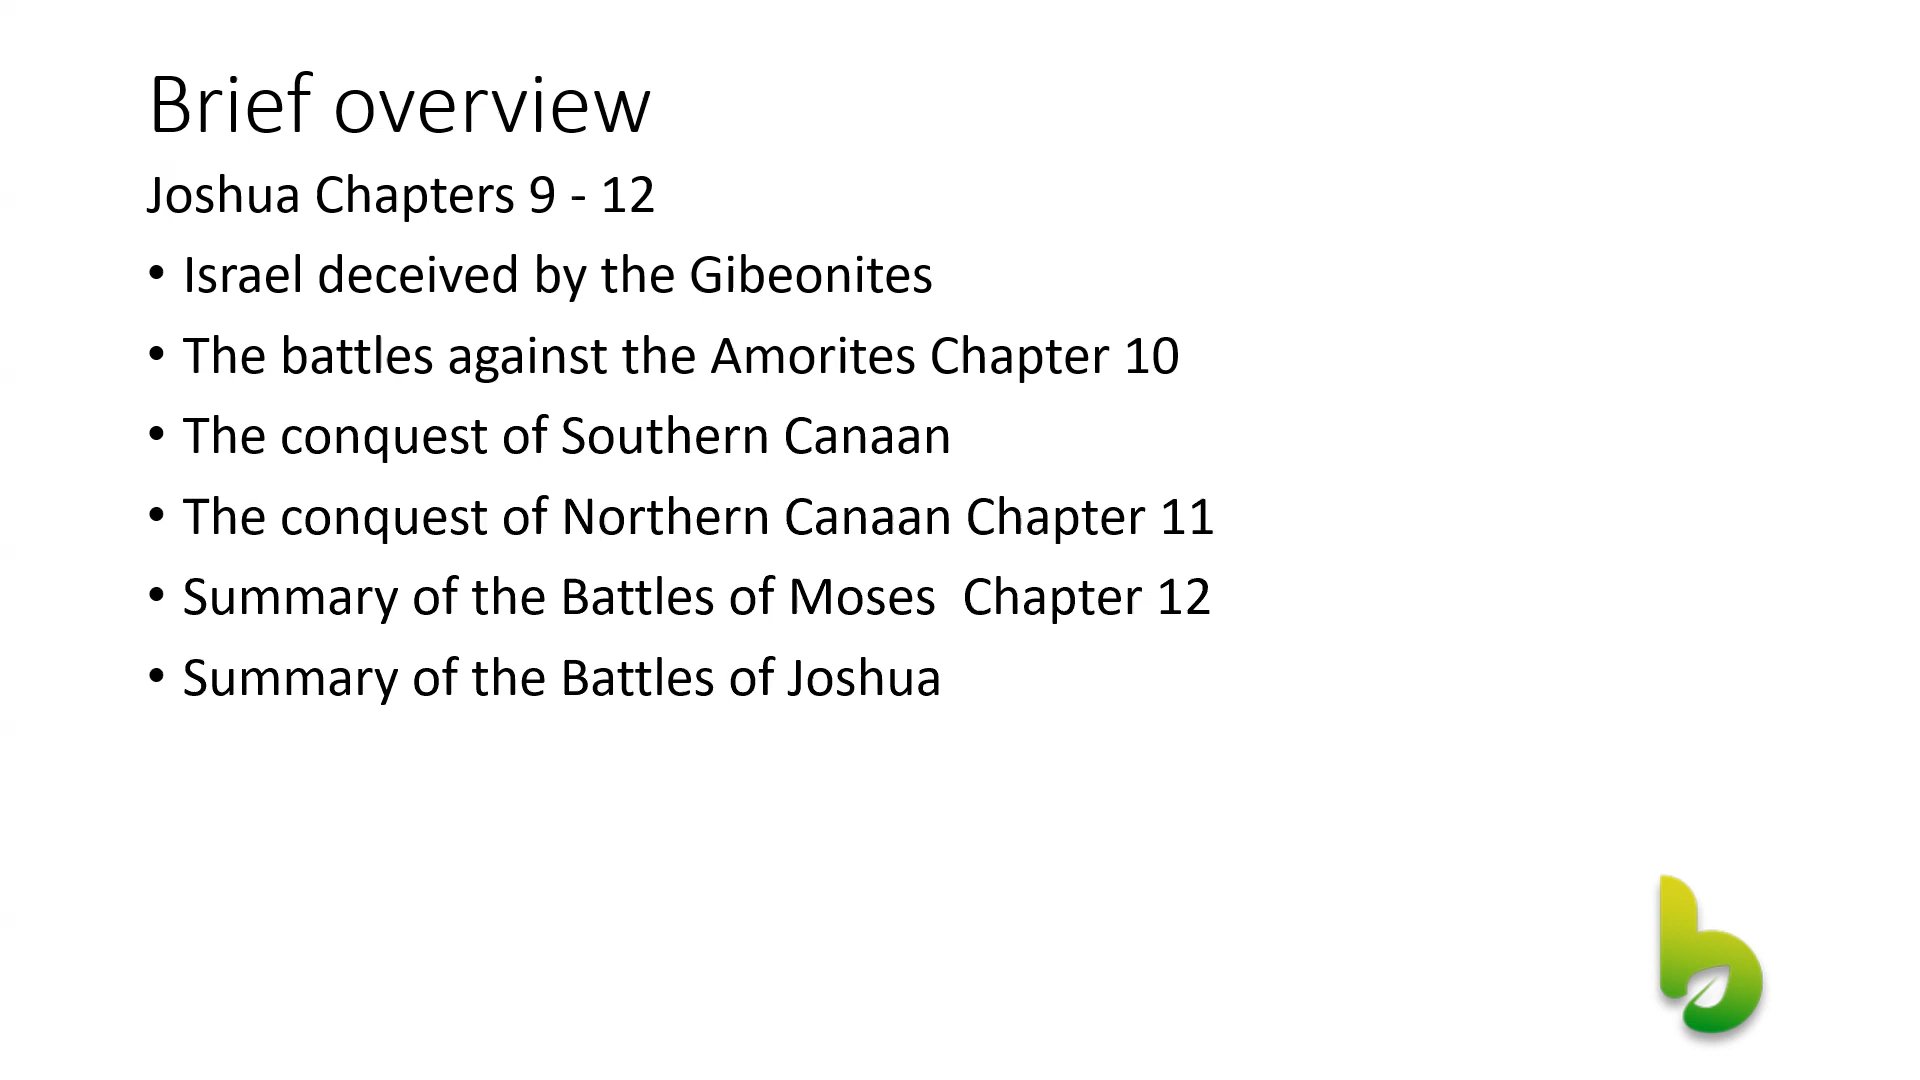 Brief overview
Joshua Chapters 9 - 12
• Israel deceived by the Gibeonites
• The battles against the Amorites Chapter 10
• The conquest of Southern Canaan
• The conquest of Northern Canaan Chapter 11
• Summary of the Battles of Moses  Chapter 12
• Summary of the Battles of Joshua
b